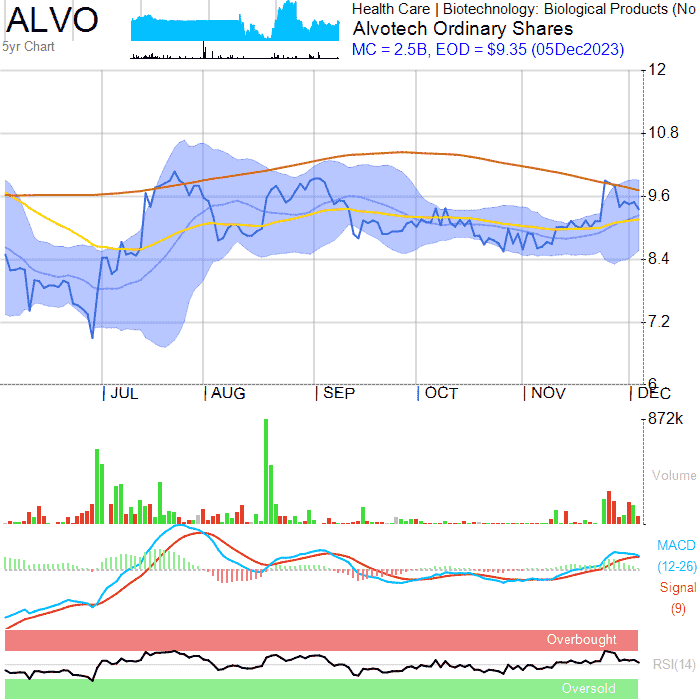 ALVO
5yr Chart
Health Care | Biotechnology: Biological Products (No
Alvotech Ordinary Shares
MC = 2.5B, EOD = $9.35 (05Dec2023)
12
10.8
9.6
8.4
7.2
6
JUL
AUG
SEP
OCT
NOV
DEC
872k
Volume
MACD
(12-26)
Signal
(9)
Overbought
RSI(14)
Oversold